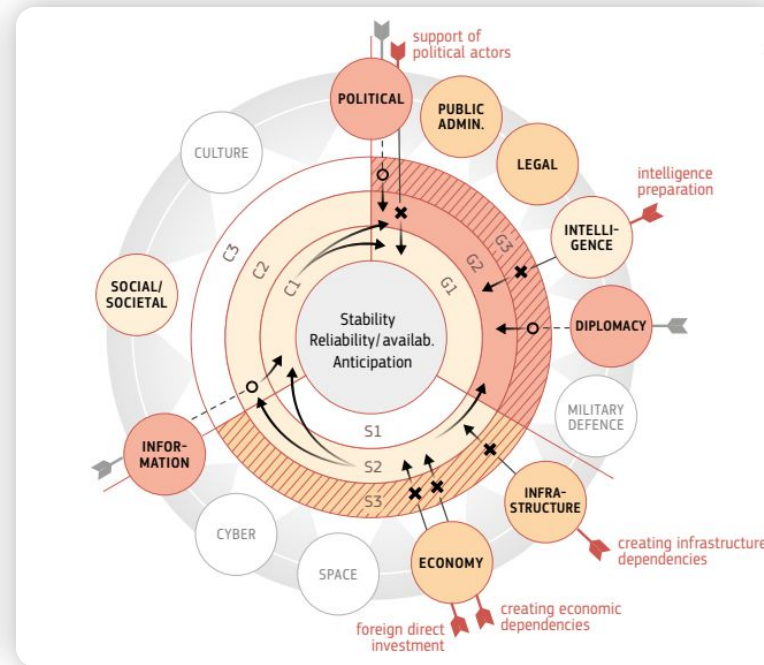 support of
political actors
POLITICAL
PUBLIC
ADMIN.
CULTURE
LEGAL
intelligence
preparation
INTELLI-
GENCE
C3
C2
C1
G3
G2
G1
SOCIAL/
SOCIETAL
Stability
Reliability/availab.
Anticipation
DIPLOMACY
MILITARY
DEFENCE
S1
S2
S3
INFOR-
MATION
INFRA-
STRUCTURE
CYBER
SPACE
ECONOMY
creating infrastructure
dependencies
creating economic
dependencies
foreign direct
investment